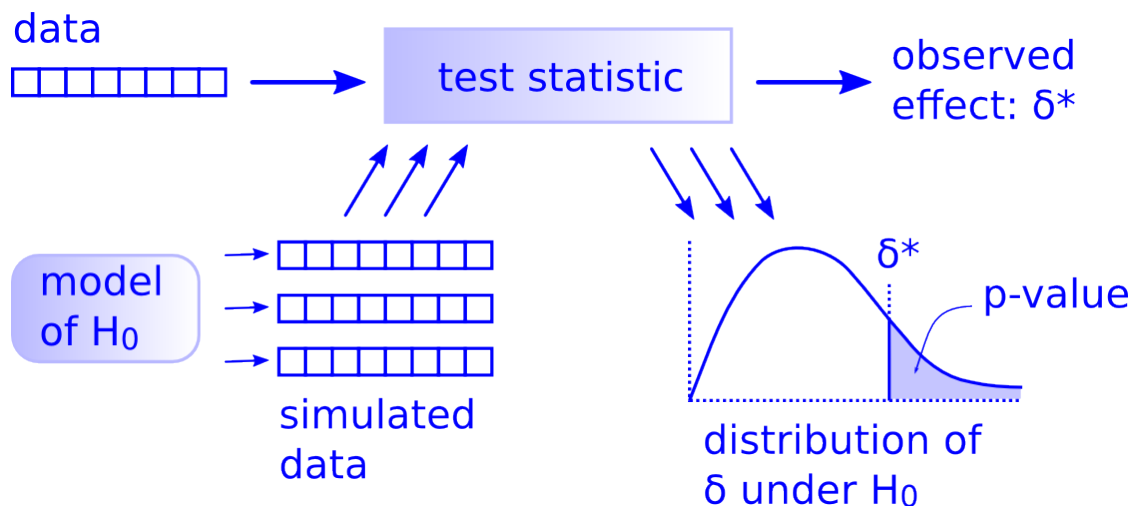 data
test statistic
observed
effect: δ*
model
of H₀
simulated
data
δ*
p-value
distribution of
δ under H₀